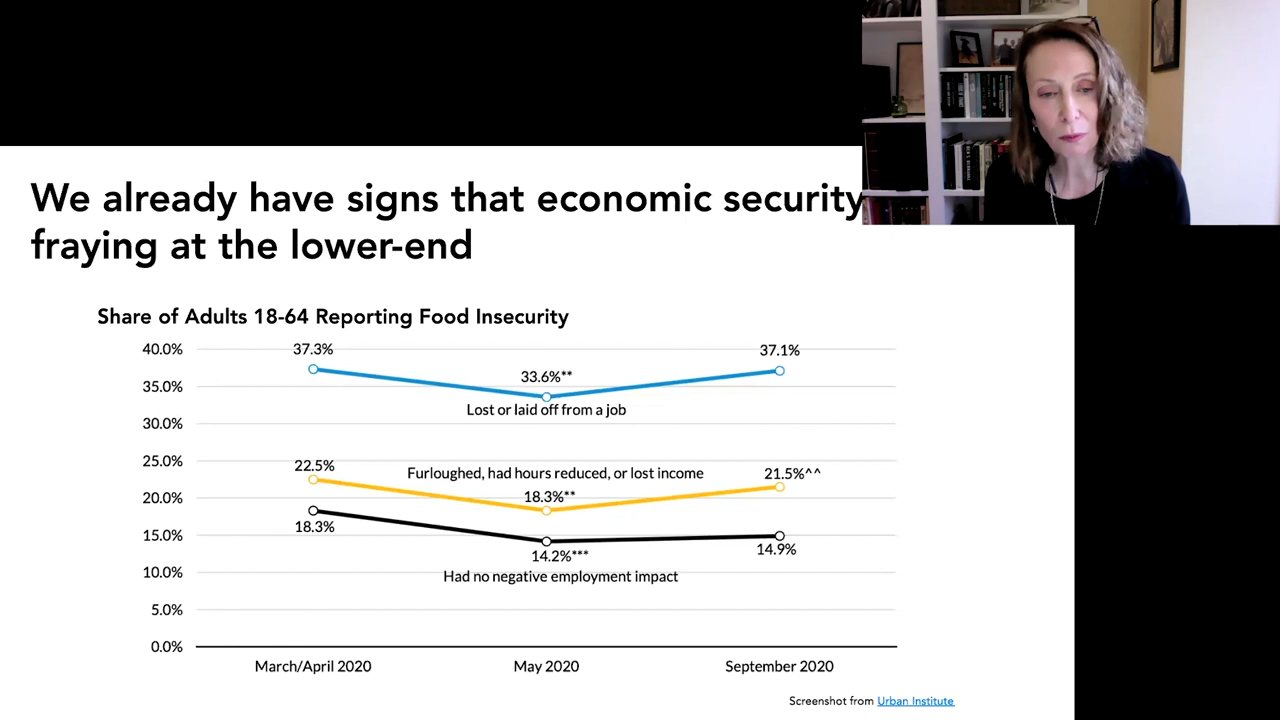 We already have signs that economic security
fraying at the lower-end
Share of Adults 18-64 Reporting Food Insecurity
40.0%
37.3%
37.1%
35.0%
33.6%**
Lost or laid off from a job
30.0%
25.0%
22.5%
Furloughed, had hours reduced, or lost income
21.5%^^
20.0%
18.3%**
18.3%
15.0%
14.2%***
14.9%
10.0%
Had no negative employment impact
5.0%
0.0%
March/April 2020 May 2020 September 2020
Screenshot from Urban Institute